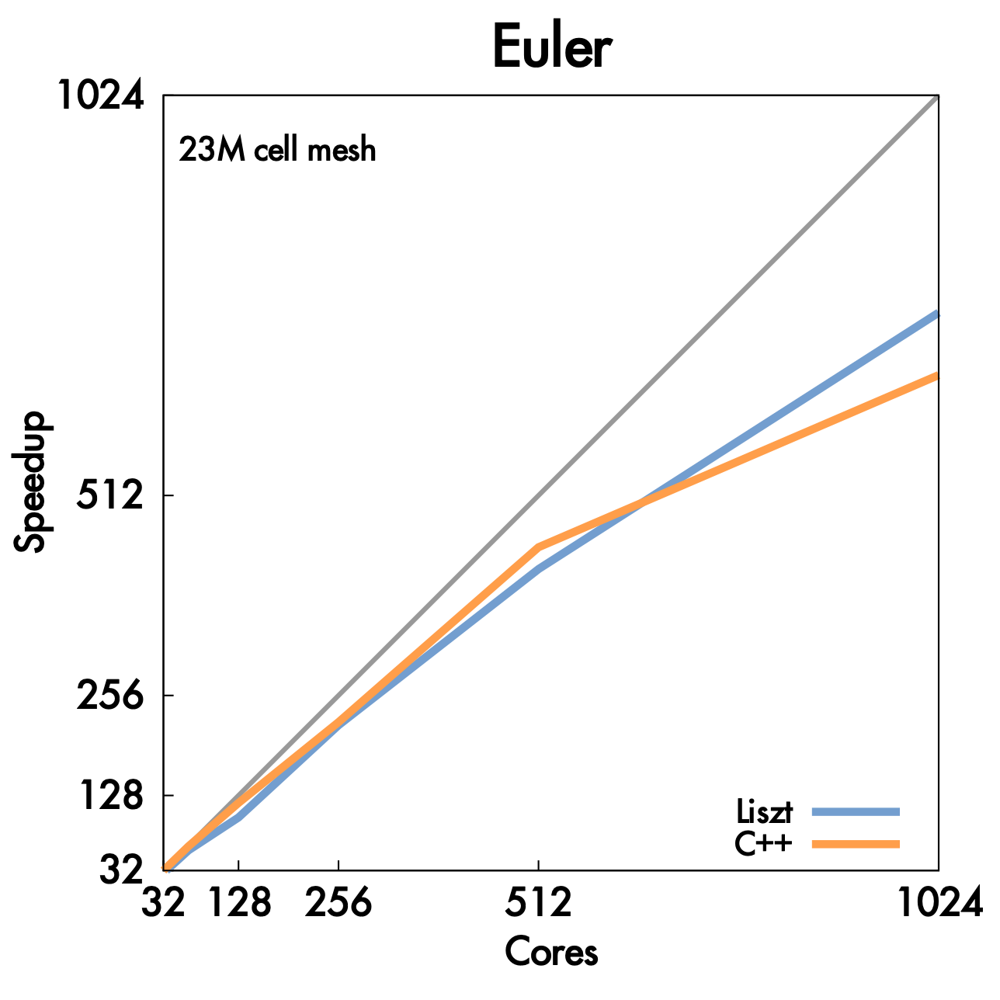 Euler
1024
23M cell mesh
Speedup
512
256
128
32
Liszt
C++
32 128 256 512 1024
Cores